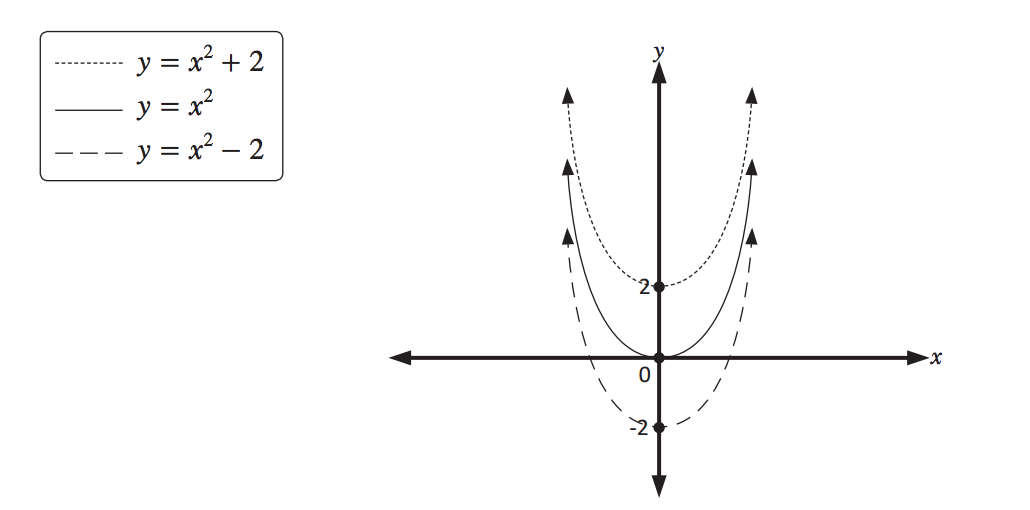 y = x² + 2
y = x²
y = x² − 2
y
2
x
0
-2